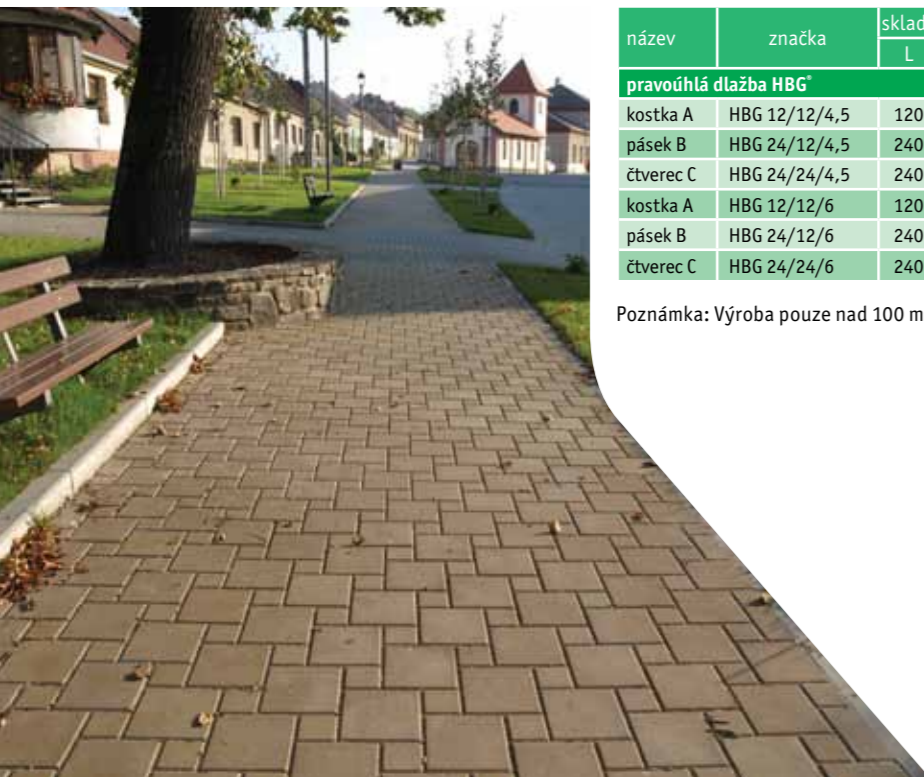 název značka
L
pravoúhlá dlažba HBG®
kostka A HBG 12/12/4,5 120
pásek B HBG 24/12/4,5 240
čtverec C HBG 24/24/4,5 240
kostka A HBG 12/12/6 120
pásek B HBG 24/12/6 240
čtverec C HBG 24/24/6 240
Poznámka: Výroba pouze nad 100 m